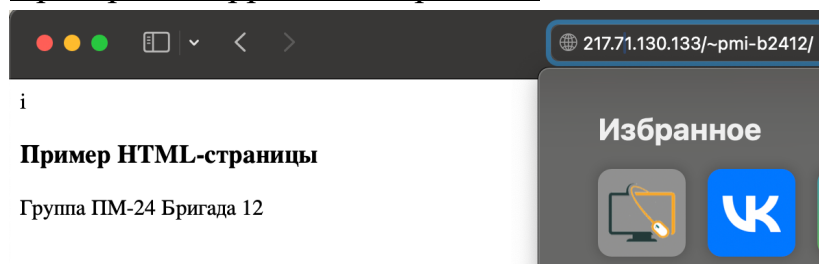 217.71.130.133/~pmi-b2412/
i
Избранное
Пример HTML-страницы
Группа ПМ-24 Бригада 12